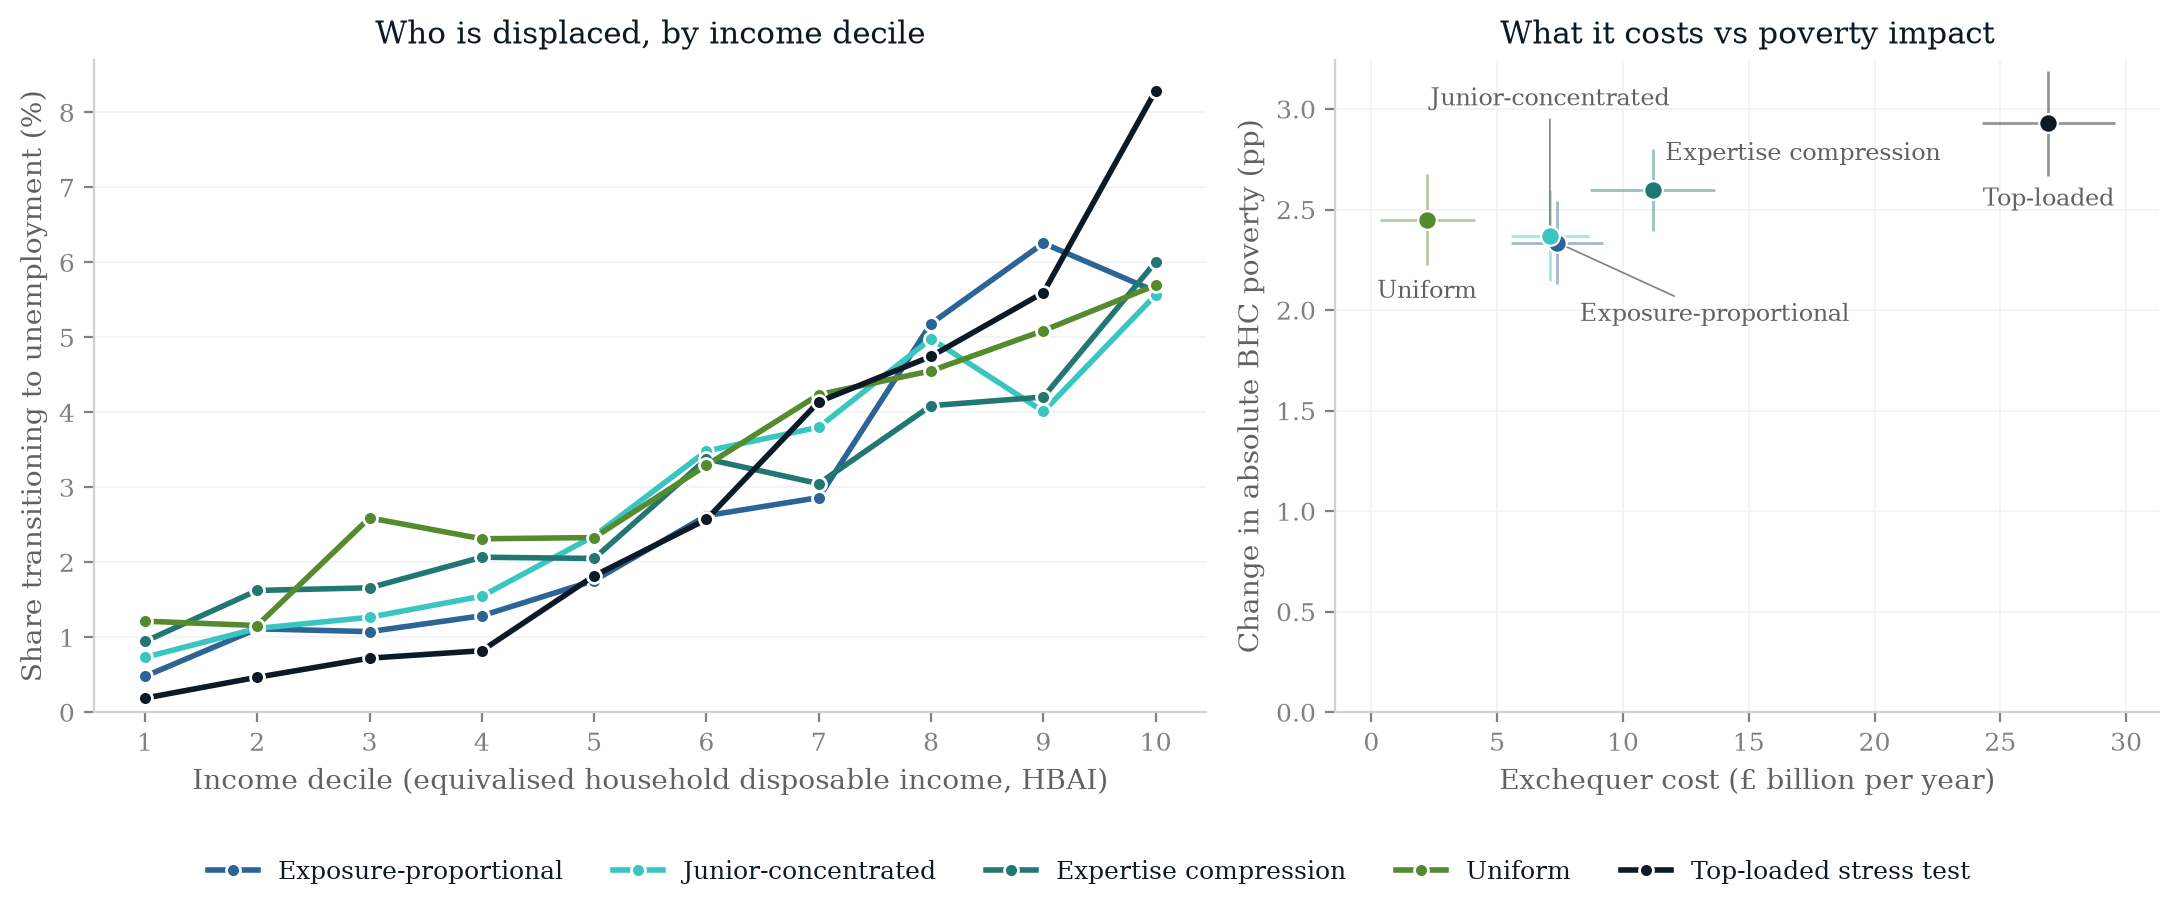 Who is displaced, by income decile
Share transitioning to unemployment (%)
8
7
6
5
4
3
2
1
0
1 2 3 4 5 6 7 8 9 10
Income decile (equivalised household disposable income, HBAI)
What it costs vs poverty impact
Change in absolute BHC poverty (pp)
3.0
2.5
2.0
1.5
1.0
0.5
0.0
Junior-concentrated
Expertise compression
Top-loaded
Uniform
Exposure-proportional
0 5 10 15 20 25 30
Exchequer cost (£ billion per year)
Exposure-proportional Junior-concentrated Expertise compression Uniform Top-loaded stress test